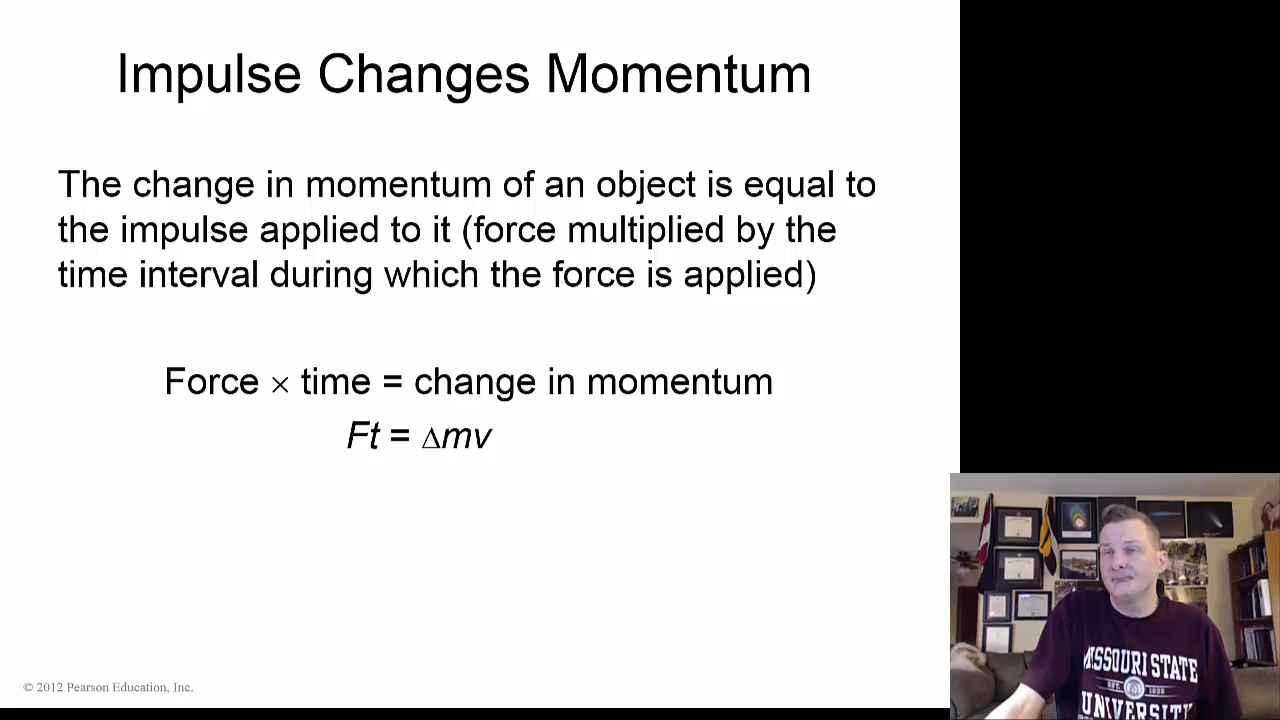 Impulse Changes Momentum
The change in momentum of an object is equal to
the impulse applied to it (force multiplied by the
time interval during which the force is applied)
Force × time = change in momentum
Ft = ∆mv
© 2012 Pearson Education, Inc.
MISSOURI STATE
UNIVERSITY